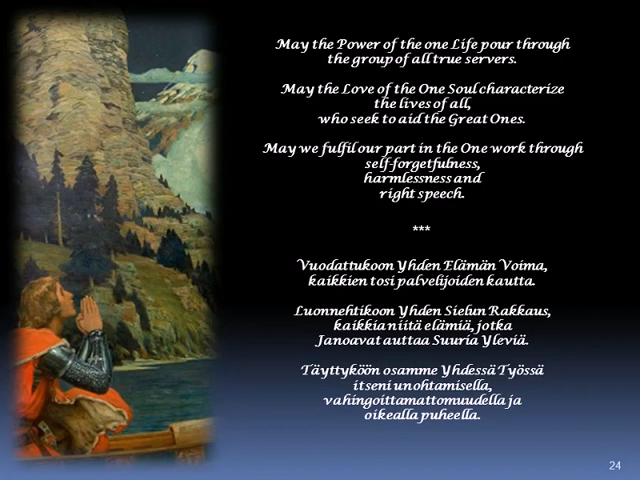 May the Power of the one Life pour through
the group of all true servers.
May the Love of the One Soul characterize
the lives of all,
who seek to aid the Great Ones.
May we fulfil our part in the One work through
self-forgetfulness,
harmlessness and
right speech.
***
Vuodattukoon Yhden Elämän Voima,
kaikkien tosi palvelijoiden kautta.
Luonnehtikoon Yhden Sielun Rakkaus,
kaikkia niitä elämiä, jotka
Janoavat auttaa Suuria Yleviä.
Täyttyköön osamme Yhdessä Työssä
itseni unohtamisella,
vahingoittamattomuudella ja
oikealla puheella.
24